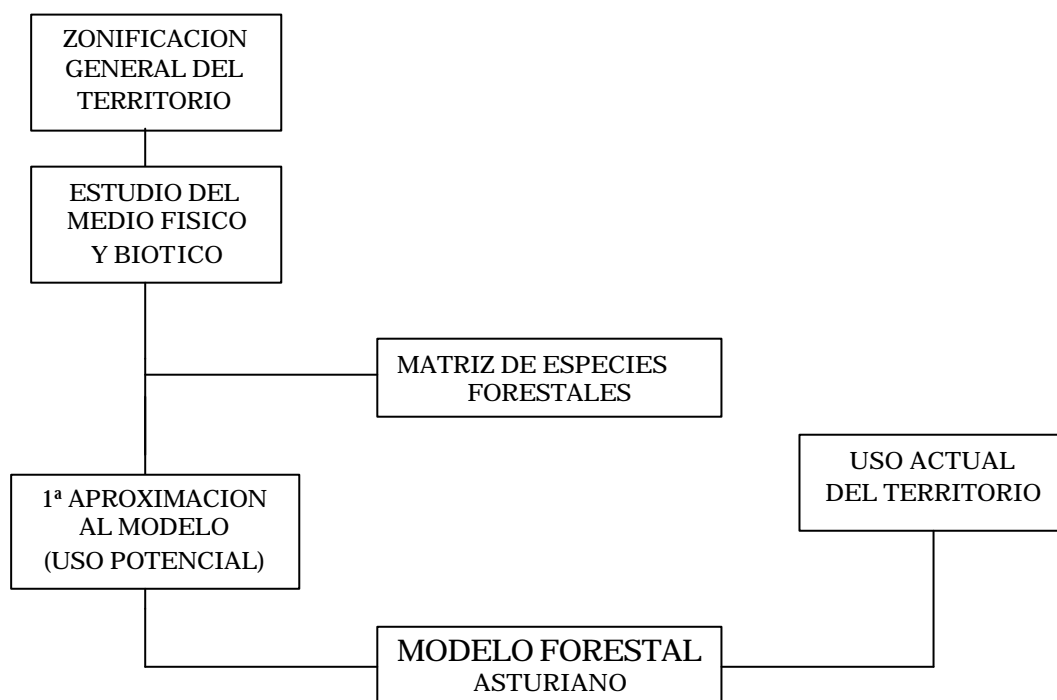 ZONIFICACION
GENERAL DEL
TERRITORIO
ESTUDIO DEL
MEDIO FISICO
Y BIOTICO
MATRIZ DE ESPECIES
FORESTALES
1ª APROXIMACION
AL MODELO
(USO POTENCIAL)
USO ACTUAL
DEL TERRITORIO
MODELO FORESTAL
ASTURIANO